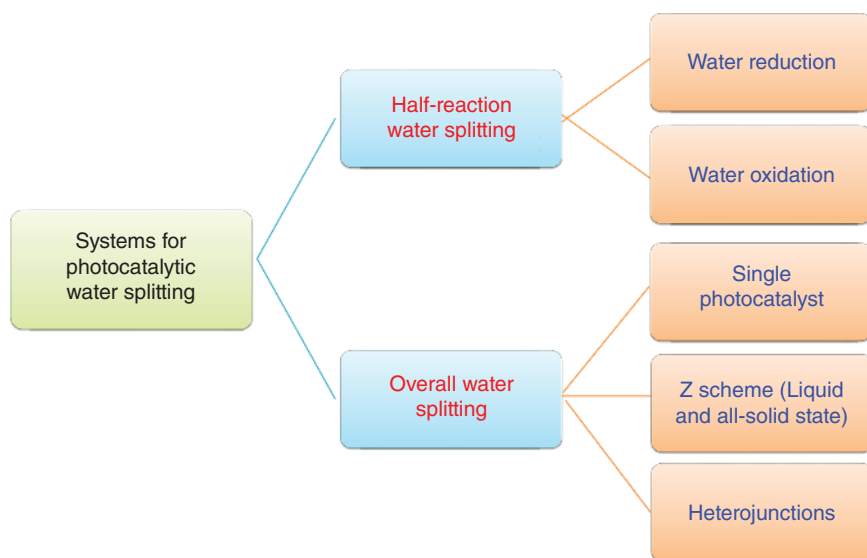 Systems for
photocatalytic
water splitting
Half-reaction
water splitting
Water reduction
Water oxidation
Overall water
splitting
Single
photocatalyst
Z scheme (Liquid
and all-solid state)
Heterojunctions